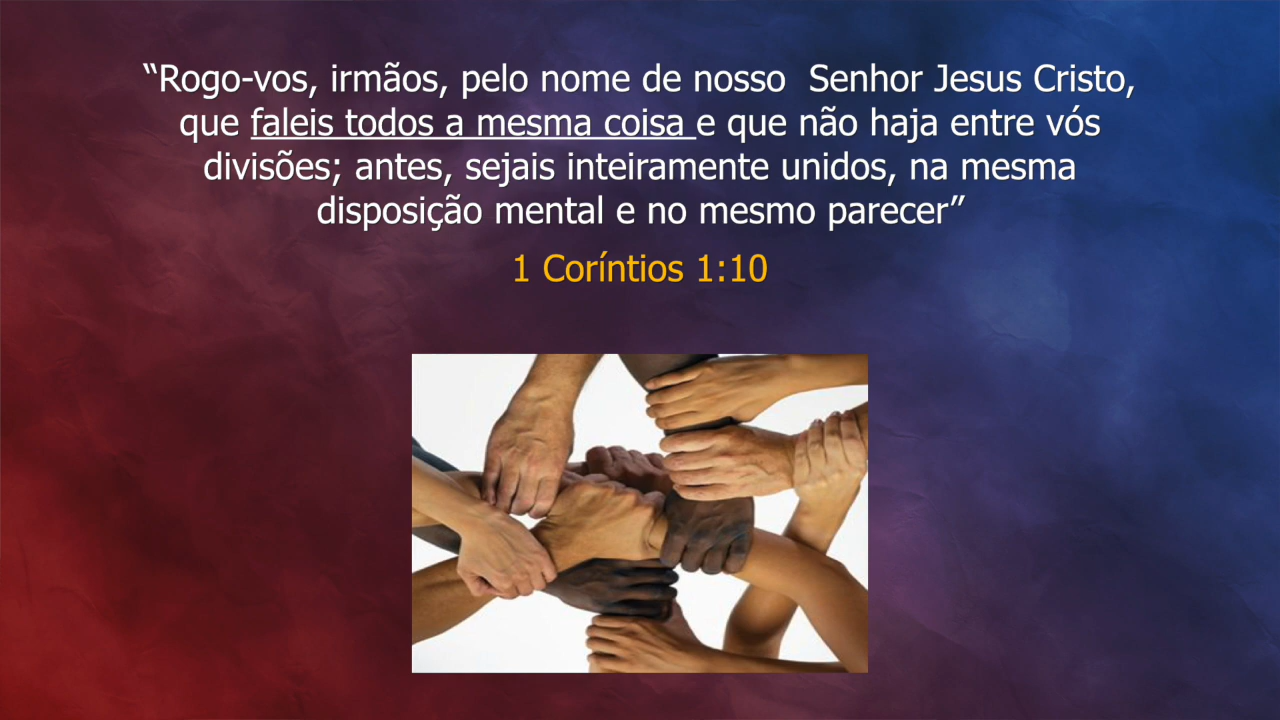 “Rogo-vos, irmãos, pelo nome de nosso  Senhor Jesus Cristo,
que faleis todos a mesma coisa e que não haja entre vós
divisões; antes, sejais inteiramente unidos, na mesma
disposição mental e no mesmo parecer”
1 Coríntios 1:10